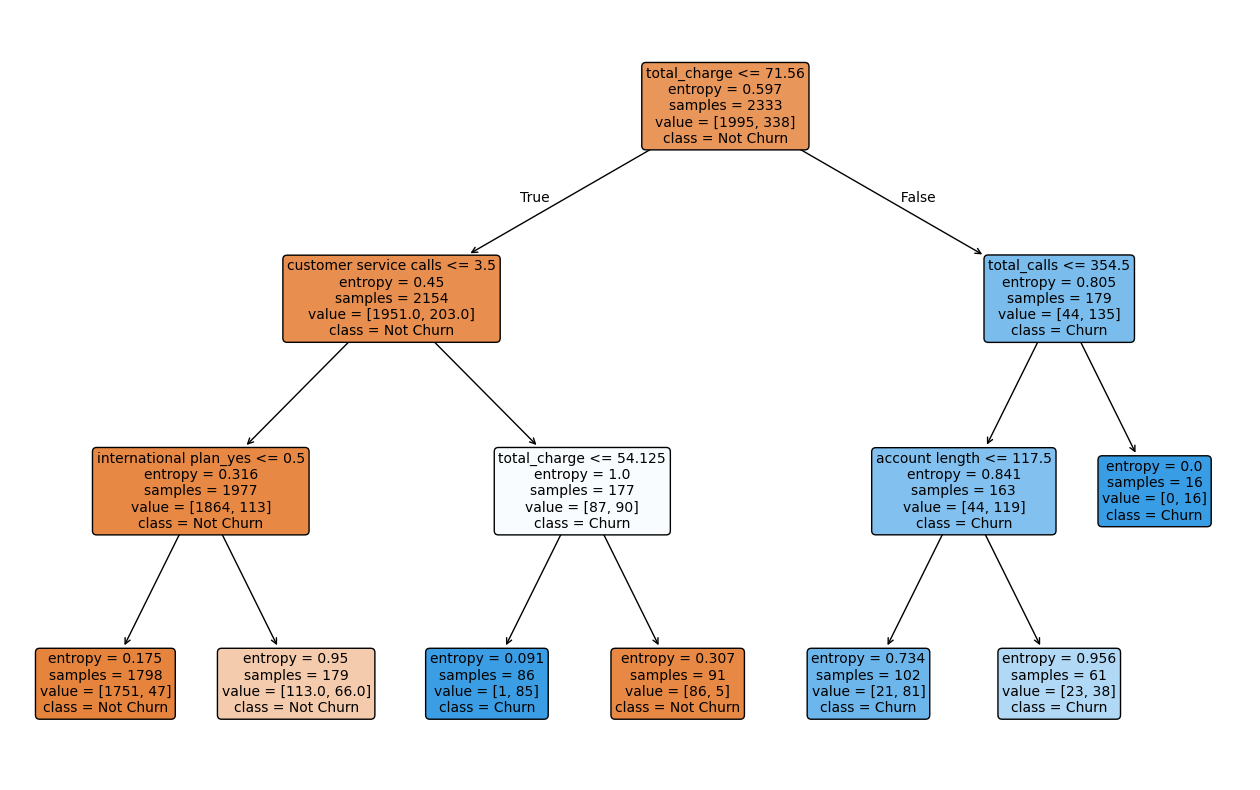 total_charge <= 71.56
entropy = 0.597
samples = 2333
value = [1995, 338]
class = Not Churn
True
False
customer service calls <= 3.5
entropy = 0.45
samples = 2154
value = [1951.0, 203.0]
class = Not Churn
total_calls <= 354.5
entropy = 0.805
samples = 179
value = [44, 135]
class = Churn
international plan_yes <= 0.5
entropy = 0.316
samples = 1977
value = [1864, 113]
class = Not Churn
total_charge <= 54.125
entropy = 1.0
samples = 177
value = [87, 90]
class = Churn
account length <= 117.5
entropy = 0.841
samples = 163
value = [44, 119]
class = Churn
entropy = 0.0
samples = 16
value = [0, 16]
class = Churn
entropy = 0.175
samples = 1798
value = [1751, 47]
class = Not Churn
entropy = 0.95
samples = 179
value = [113.0, 66.0]
class = Not Churn
entropy = 0.091
samples = 86
value = [1, 85]
class = Churn
entropy = 0.307
samples = 91
value = [86, 5]
class = Not Churn
entropy = 0.734
samples = 102
value = [21, 81]
class = Churn
entropy = 0.956
samples = 61
value = [23, 38]
class = Churn